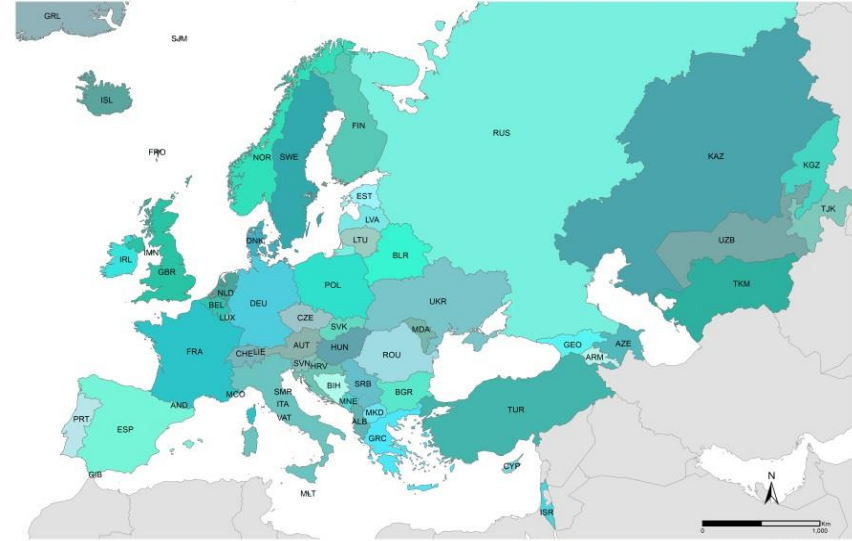 GRL
SJM
ISL
RUS
FIN
FRO
NOR
SWE
KAZ
KGZ
EST
TJK
LVA
DNK
LTU
UZB
IMN
BLR
IRL
GBR
TKM
NLD
POL
DEU
UKR
BEL
LUX
CZE
SVK
MDA
AUT
HUN
GEO
AZE
FRA
CHE
LIE
ROU
ARM
SVN
HRV
BIH
SRB
MCO
SMR
BGR
MNE
ITA
AND
MKD
TUR
PRT
VAT
ALB
ESP
GRC
CYP
GIB
N
MLT
ISR
Km
0
1,000